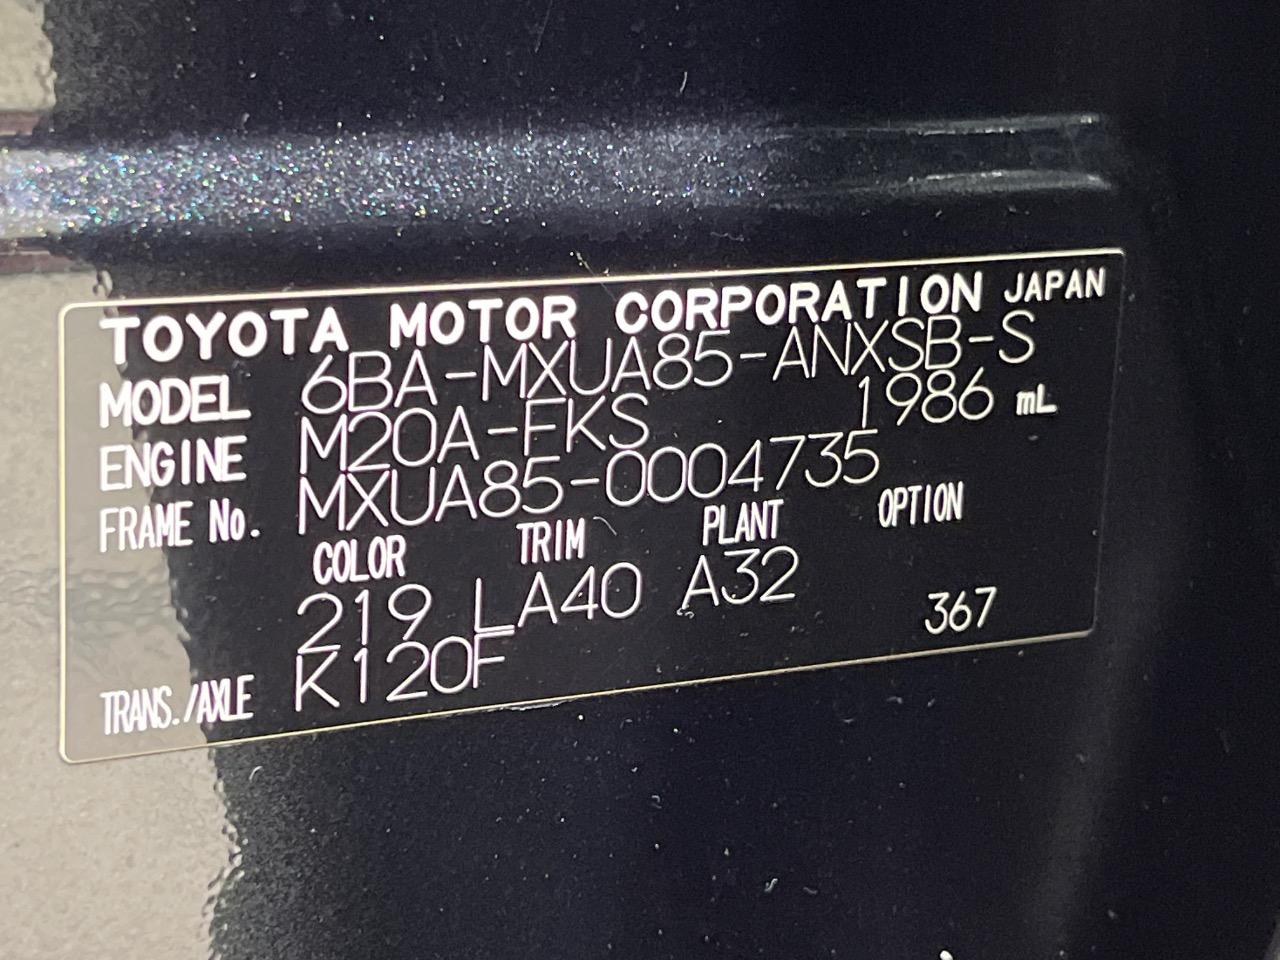 TOYOTA MOTOR CORPORATION JAPAN
MODEL 6BA-MXUA85-ANXSB-S
ENGINE M20A-FKS 1986 mL
FRAME No. MXUA85-0004735
COLOR TRIM PLANT OPTION
219 LA40 A32
367
TRANS./AXLE K120F